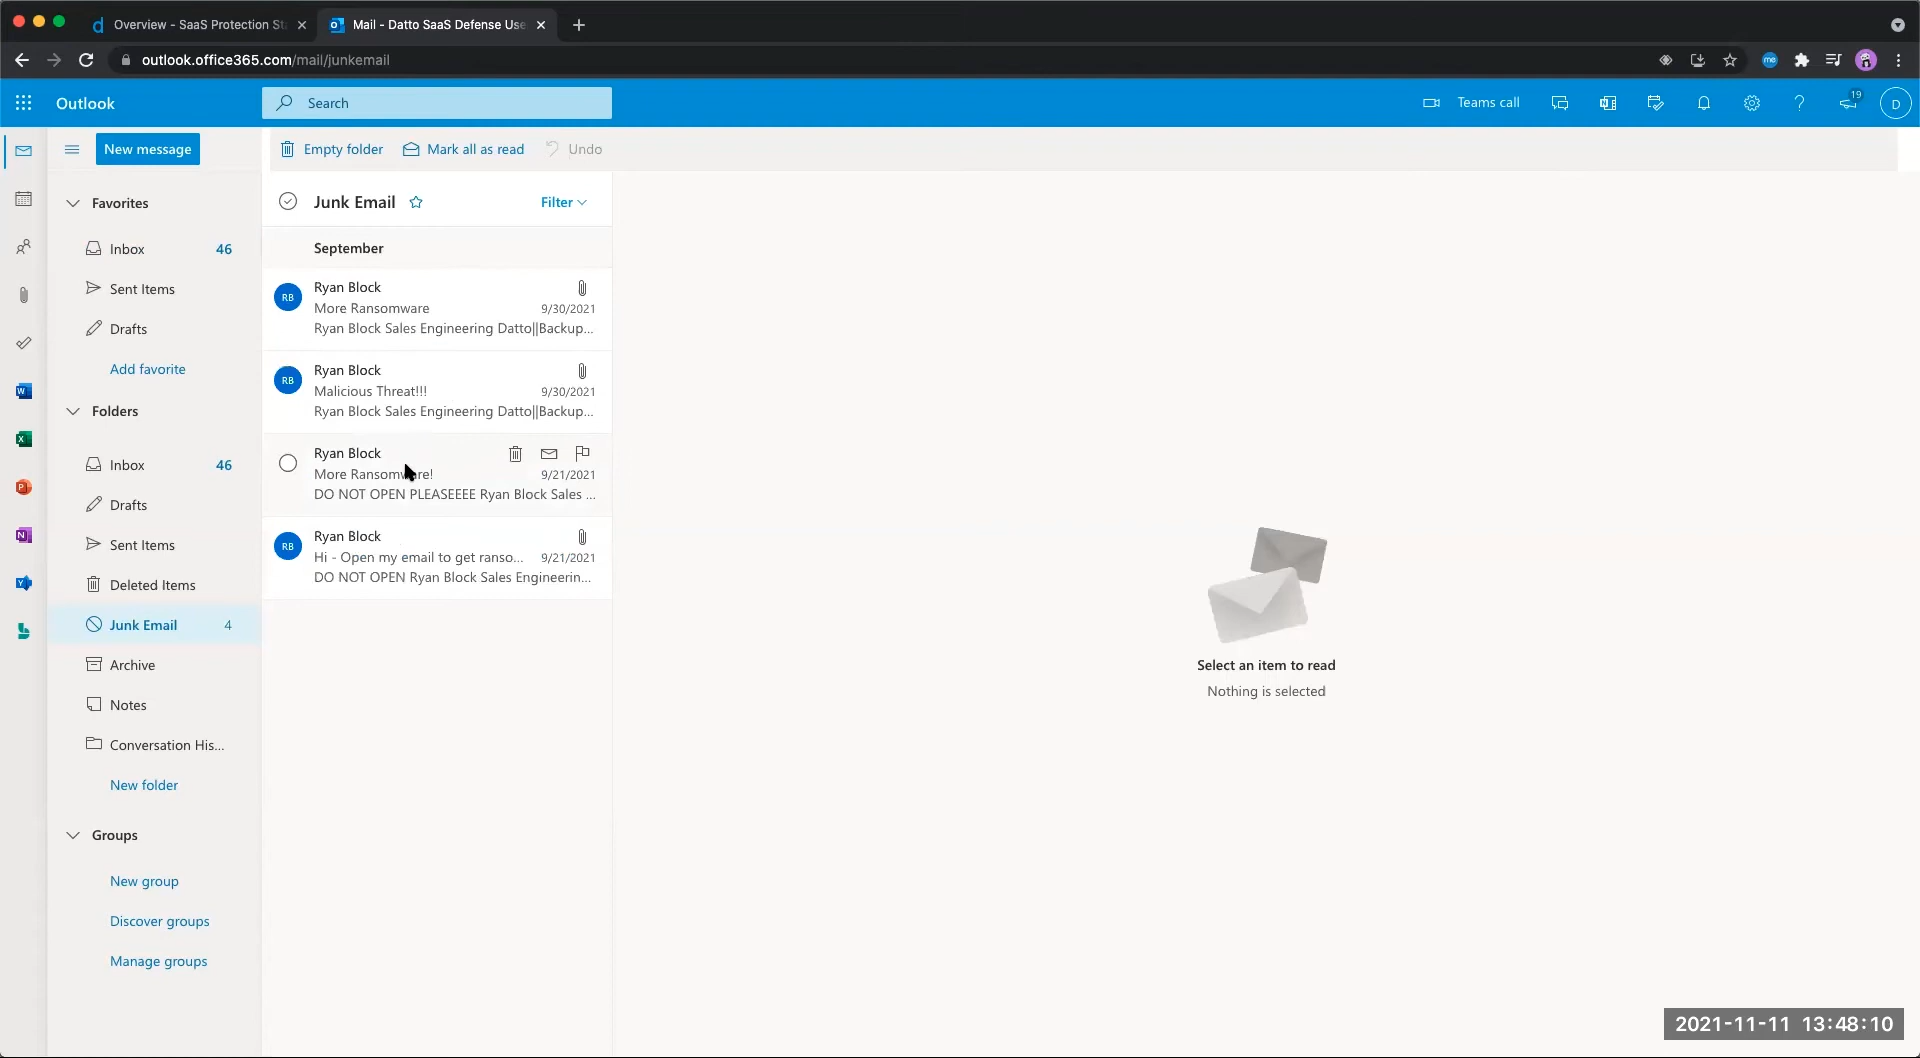 Overview - SaaS Protection St
Mail - Datto SaaS Defense Use
outlook.office365.com/mail/junkemail
me
Outlook
Search
Teams call
19
D
New message
Empty folder
Mark all as read
Undo
Favorites
Inbox 46
Sent Items
Drafts
Add favorite
Folders
Inbox 46
Drafts
Sent Items
Deleted Items
Junk Email 4
Archive
Notes
Conversation His...
New folder
Groups
New group
Discover groups
Manage groups
Junk Email
Filter
September
RB
Ryan Block
More Ransomware 9/30/2021
Ryan Block Sales Engineering Datto||Backup...
RB
Ryan Block
Malicious Threat!!! 9/30/2021
Ryan Block Sales Engineering Datto||Backup...
Ryan Block
More Ransomware! 9/21/2021
DO NOT OPEN PLEASEEEE Ryan Block Sales ...
RB
Ryan Block
Hi - Open my email to get ranso... 9/21/2021
DO NOT OPEN Ryan Block Sales Engineerin...
Select an item to read
Nothing is selected
2021-11-11 13:48:10